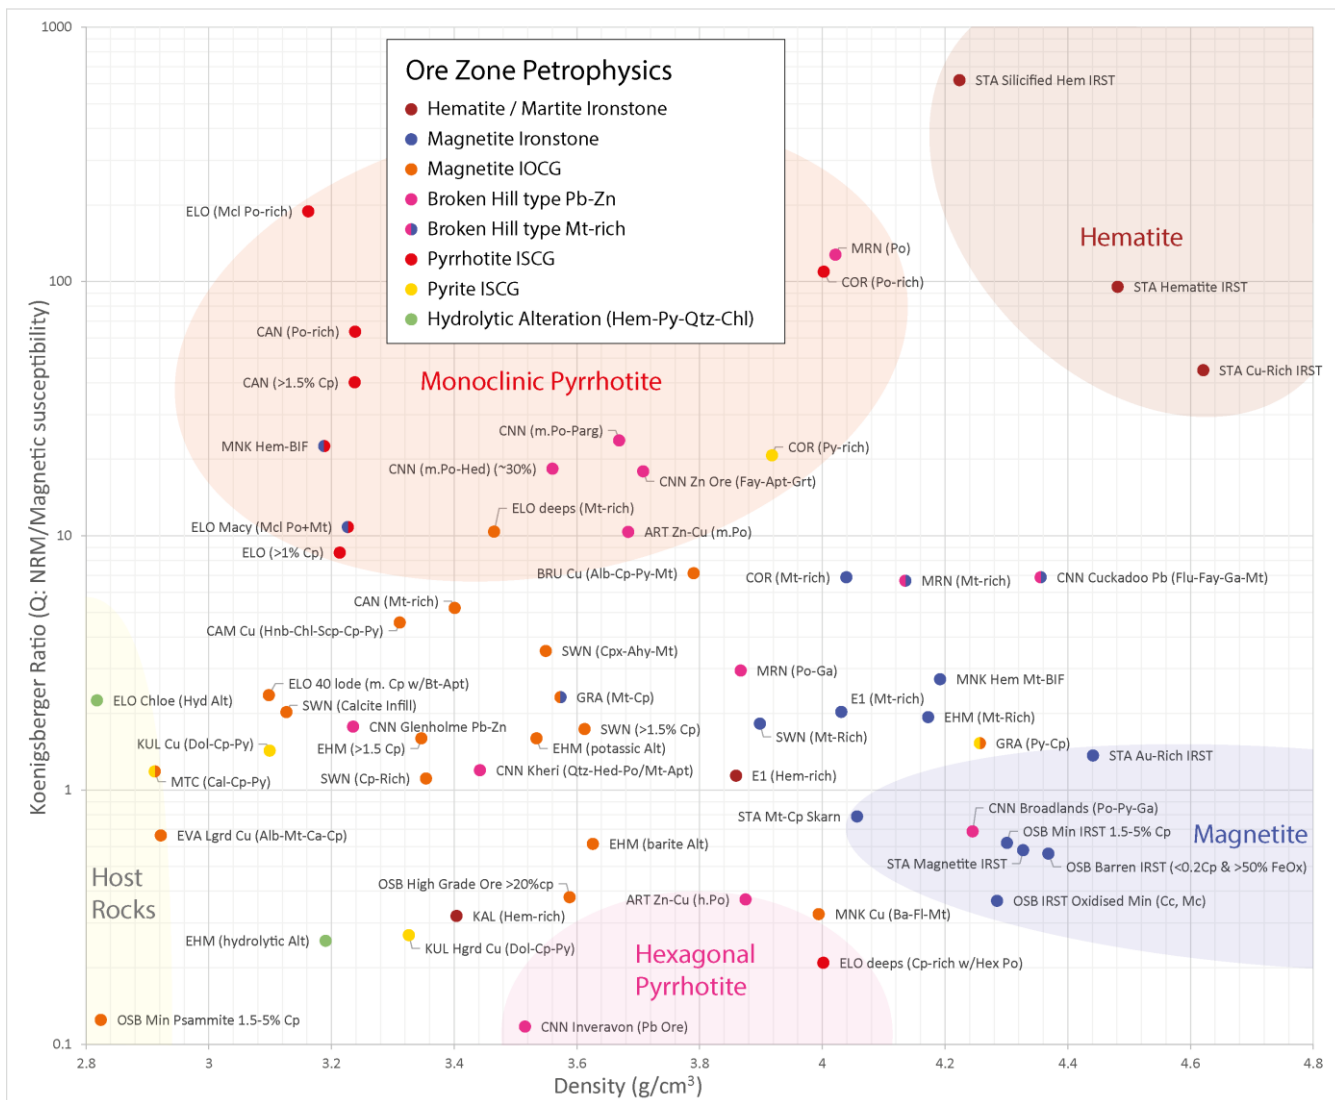 1000
100
10
1
0.1
Koenigsberger Ratio (Q: NRM/Magnetic susceptibility)
Ore Zone Petrophysics
Hematite / Martite Ironstone
Magnetite Ironstone
Magnetite IOCG
Broken Hill type Pb-Zn
Broken Hill type Mt-rich
Pyrrhotite ISCG
Pyrite ISCG
Hydrolytic Alteration (Hem-Py-Qtz-Chl)
STA Silicified Hem IRST
Hematite
STA Hematite IRST
STA Cu-Rich IRST
ELO (Mcl Po-rich)
MRN (Po)
COR (Po-rich)
CAN (Po-rich)
CAN (>1.5% Cp)
Monoclinic Pyrrhotite
MNK Hem-BIF
CNN (m.Po-Parg)
CNN (m.Po-Hed) (~30%)
COR (Py-rich)
CNN Zn Ore (Fay-Apt-Grt)
ELO deeps (Mt-rich)
ELO Macy (Mcl Po+Mt)
ART Zn-Cu (m.Po)
ELO (>1% Cp)
BRU Cu (Alb-Cp-Py-Mt)
COR (Mt-rich)
MRN (Mt-rich)
CNN Cuckadoo Pb (Flu-Fay-Ga-Mt)
CAN (Mt-rich)
CAM Cu (Hnb-Chl-Scp-Cp-Py)
SWN (Cpx-Ahy-Mt)
MRN (Po-Ga)
MNK Hem Mt-BIF
ELO 40 lode (m. Cp w/Bt-Apt)
ELO Chloe (Hyd Alt)
SWN (Calcite Infill)
GRA (Mt-Cp)
E1 (Mt-rich)
EHM (Mt-Rich)
CNN Glenholme Pb-Zn
SWN (>1.5% Cp)
SWN (Mt-Rich)
KUL Cu (Dol-Cp-Py)
EHM (>1.5 Cp)
EHM (potassic Alt)
GRA (Py-Cp)
STA Au-Rich IRST
MTC (Cal-Cp-Py)
SWN (Cp-Rich)
CNN Kheri (Qtz-Hed-Po/Mt-Apt)
E1 (Hem-rich)
STA Mt-Cp Skarn
CNN Broadlands (Po-Py-Ga)
EVA Lgrd Cu (Alb-Mt-Ca-Cp)
OSB Min IRST 1.5-5% Cp
Magnetite
EHM (barite Alt)
STA Magnetite IRST
OSB Barren IRST (<0.2Cp & >50% FeOx)
Host
Rocks
OSB High Grade Ore >20%cp
ART Zn-Cu (h.Po)
OSB IRST Oxidised Min (Cc, Mc)
KAL (Hem-rich)
MNK Cu (Ba-Fl-Mt)
EHM (hydrolytic Alt)
KUL Hgrd Cu (Dol-Cp-Py)
Hexagonal
Pyrrhotite
ELO deeps (Cp-rich w/Hex Po)
OSB Min Psammite 1.5-5% Cp
CNN Inveravon (Pb Ore)
2.8 3 3.2 3.4 3.6 3.8 4 4.2 4.4 4.6 4.8
Density (g/cm³)